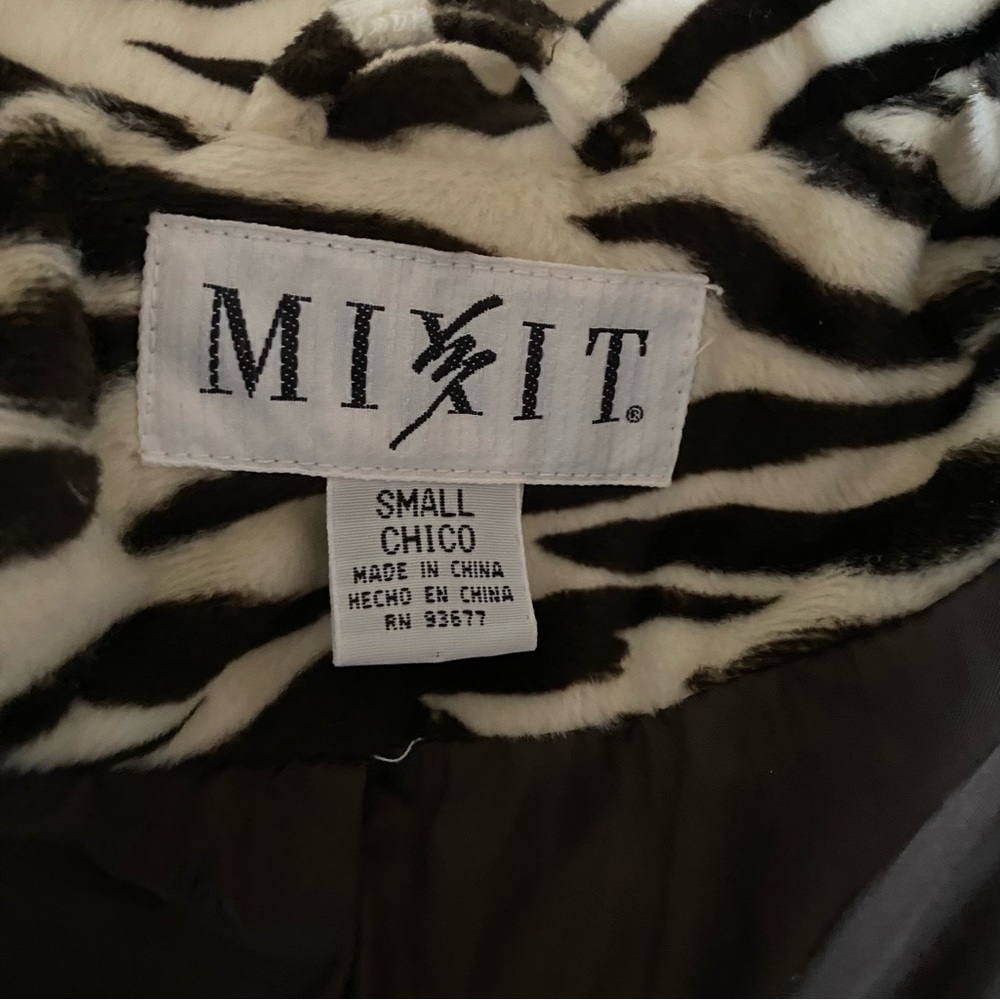 MIXIT®
SMALL
CHICO
MADE IN CHINA
HECHO EN CHINA
RN 93677